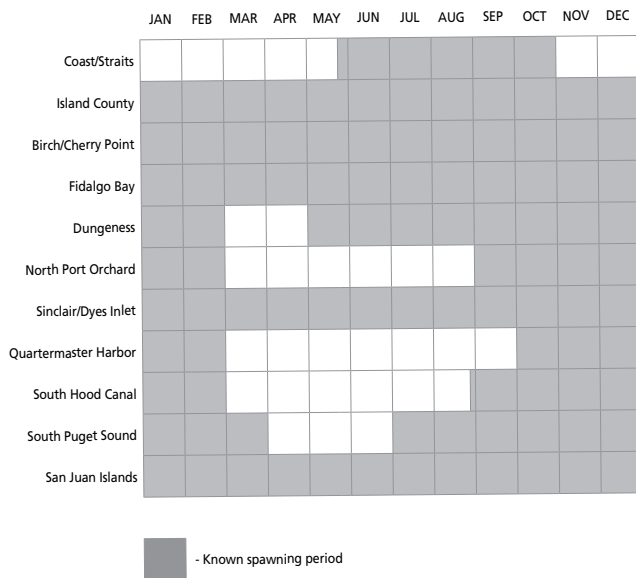 JAN FEB MAR APR MAY JUN JUL AUG SEP OCT NOV DEC
Coast/Straits
Island County
Birch/Cherry Point
Fidalgo Bay
Dungeness
North Port Orchard
Sinclair/Dyes Inlet
Quartermaster Harbor
South Hood Canal
South Puget Sound
San Juan Islands
- Known spawning period